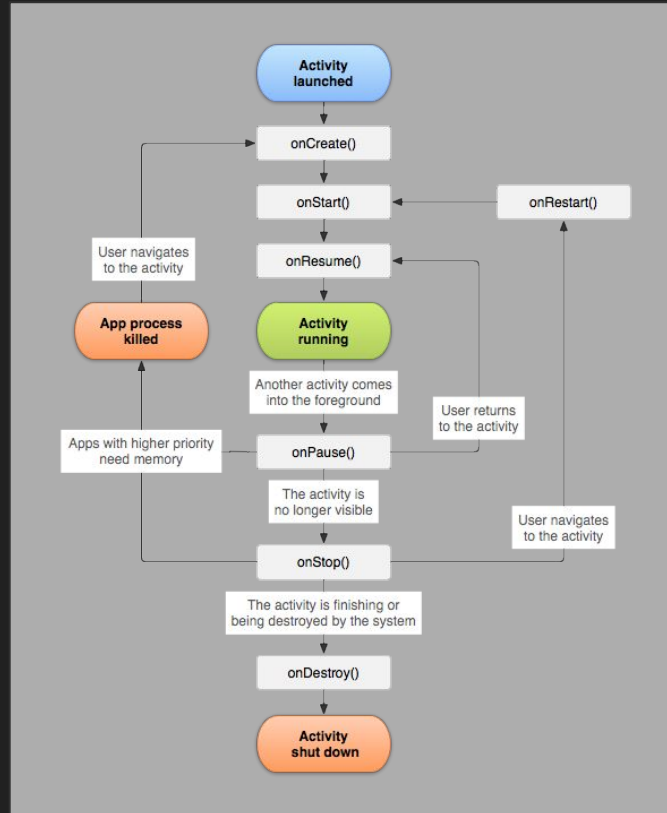 Activity
launched
onCreate()
onStart()
onRestart()
User navigates
to the activity
onResume()
App process
killed
Activity
running
Another activity comes
into the foreground
User returns
to the activity
Apps with higher priority
need memory
onPause()
The activity is
no longer visible
User navigates
to the activity
onStop()
The activity is finishing or
being destroyed by the system
onDestroy()
Activity
shut down